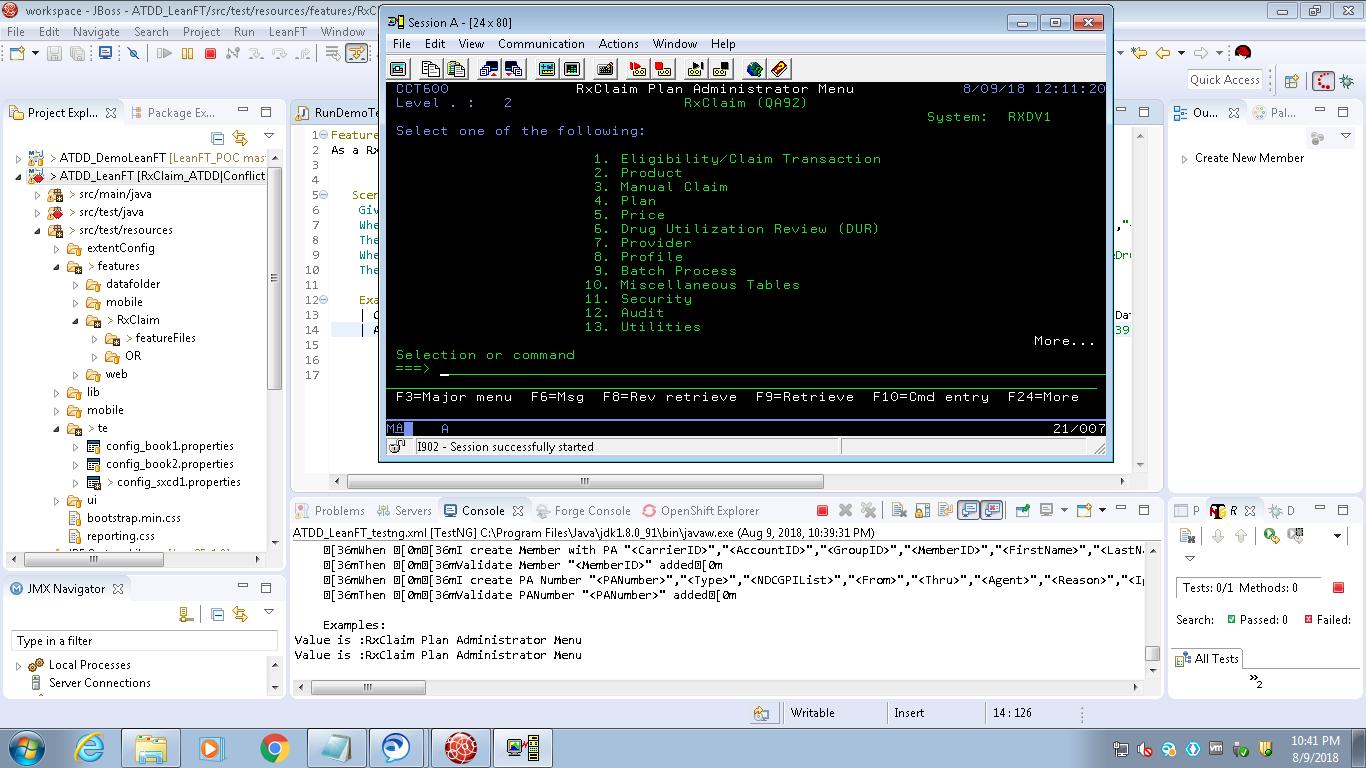 workspace - JBoss - ATDD_LeanFT/src/test/resources/features/RxC
File Edit Navigate Search Project Run LeanFT Window
Quick Access
Project Expl...
Package Ex...
> ATDD_DemoLeanFT [LeanFT_POC mas
> ATDD_LeanFT [RxClaim_ATDD|Conflict
> src/main/java
> src/test/java
> src/test/resources
extentConfig
> features
datafolder
mobile
> RxClaim
> featureFiles
OR
web
lib
mobile
> te
config_book1.properties
config_book2.properties
> config_sxcd1.properties
ui
bootstrap.min.css
reporting.css
JMX Navigator
Type in a filter
Local Processes
Server Connections
RunDemoTe
1 Feature
2 As a Rx
3
4
5 Scen
6 Giv
7 Whe
8 The
9 Whe
10 The
11
12 Exa
13 | C
14 | A
15
16
17
Dat
39
Session A - [24 x 80]
File Edit View Communication Actions Window Help
CCT600 RxClaim Plan Administrator Menu 8/09/18 12:11:20
Level . : 2 RxClaim (QA92)
System: RXDV1
Select one of the following:
1. Eligibility/Claim Transaction
2. Product
3. Manual Claim
4. Plan
5. Price
6. Drug Utilization Review (DUR)
7. Provider
8. Profile
9. Batch Process
10. Miscellaneous Tables
11. Security
12. Audit
13. Utilities
More...
Selection or command
===>
F3=Major menu F6=Msg F8=Rev retrieve F9=Retrieve F10=Cmd entry F24=More
MA A 21/007
I902 - Session successfully started
Ou...
Pal...
Create New Member
Problems Servers Console Forge Console OpenShift Explorer
ATDD_LeanFT_testng.xml [TestNG] C:\Program Files\Java\jdk1.8.0_91\bin\javaw.exe (Aug 9, 2018, 10:39:31 PM)
[36mWhen [0m[36mI create Member with PA "<CarrierID>","<AccountID>","<GroupID>","<MemberID>","<FirstName>","<LastN
[36mThen [0m[36mValidate Member "<MemberID>" added[0m
[36mWhen [0m[36mI create PA Number "<PANumber>","<Type>","<NDCGPIList>","<From>","<Thru>","<Agent>","<Reason>","<I
[36mThen [0m[36mValidate PANumber "<PANumber>" added[0m
Examples:
Value is :RxClaim Plan Administrator Menu
Value is :RxClaim Plan Administrator Menu
P R D
Tests: 0/1 Methods: 0
Search: Passed: 0 Failed:
All Tests
»2
Writable Insert 14 : 126
10:41 PM
8/9/2018